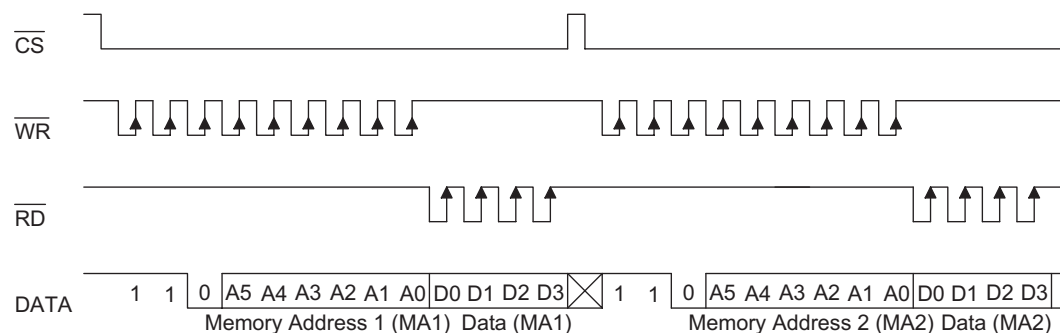 CS
WR
RD
DATA 1 1 0 A5 A4 A3 A2 A1 A0 D0 D1 D2 D3 1 1 0 A5 A4 A3 A2 A1 A0 D0 D1 D2 D3
Memory Address 1 (MA1) Data (MA1) Memory Address 2 (MA2) Data (MA2)